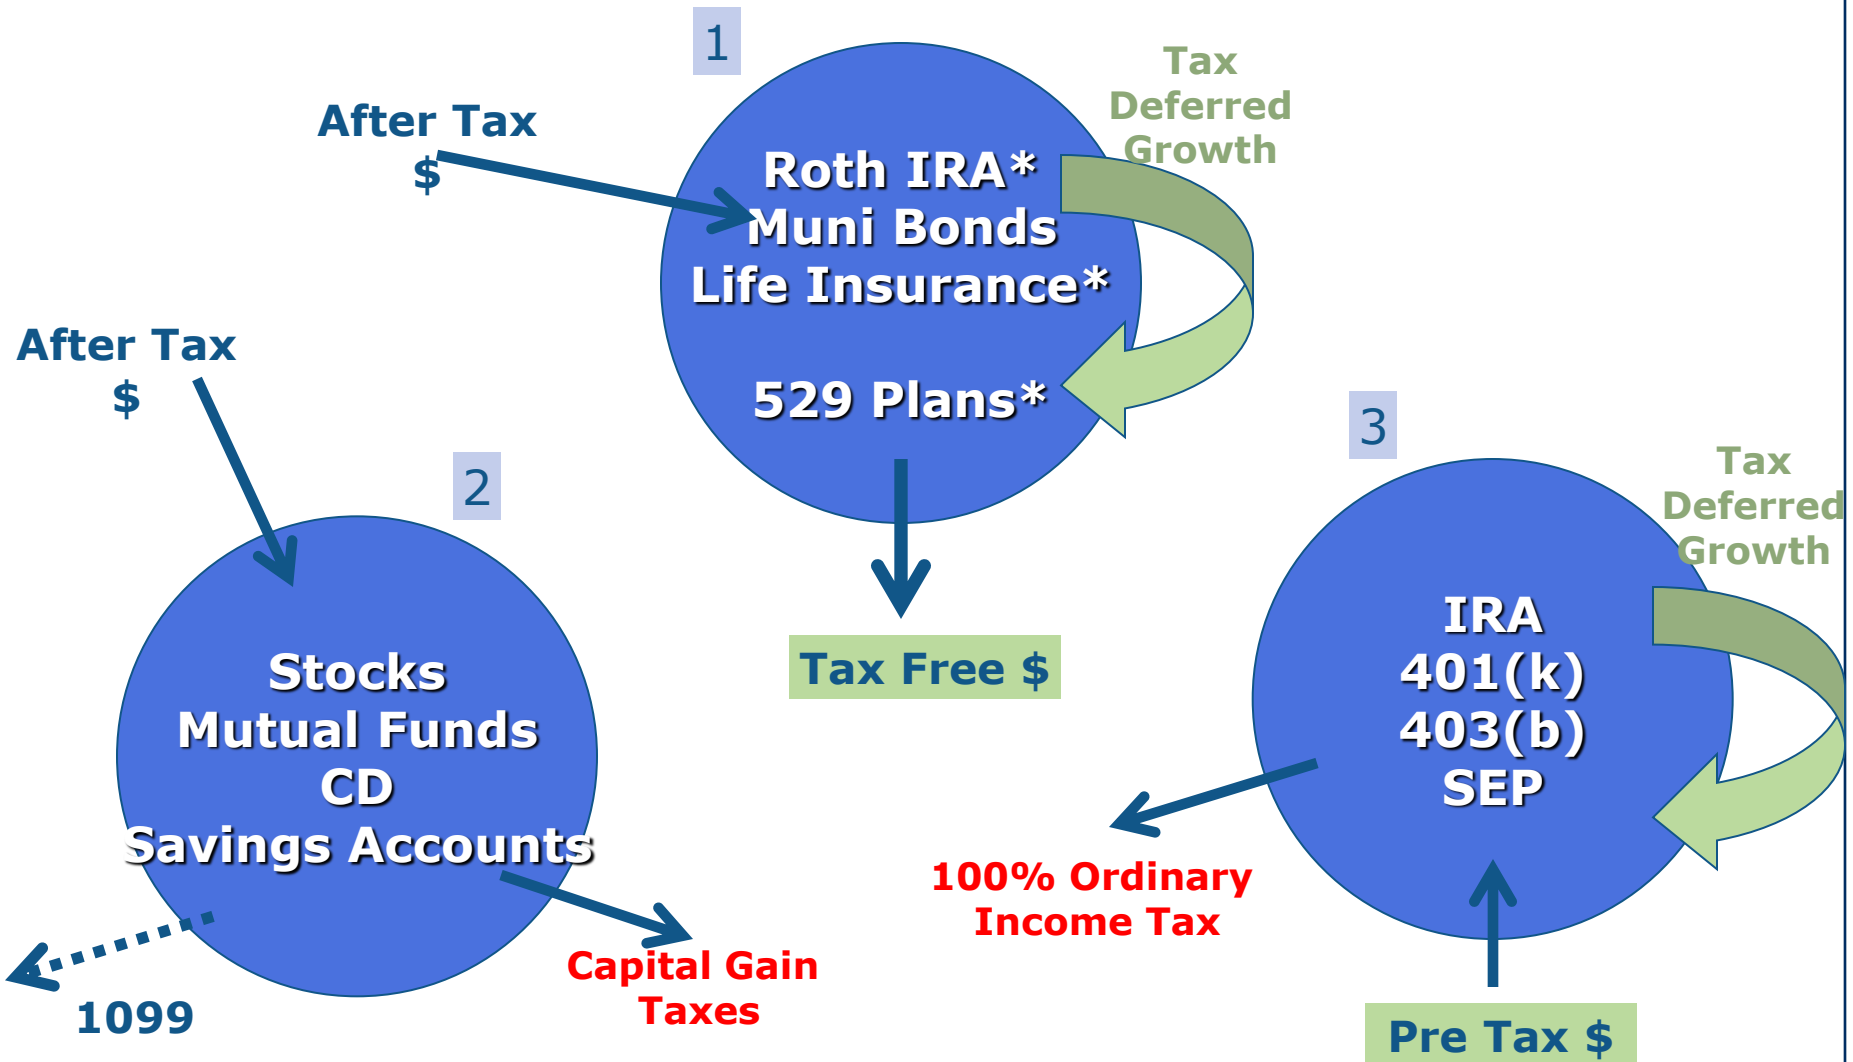 1
After Tax
$
Roth IRA*
Muni Bonds
Life Insurance*
529 Plans*
Tax
Deferred
Growth
Tax Free $
2
After Tax
$
Stocks
Mutual Funds
CD
Savings Accounts
1099
Capital Gain
Taxes
3
IRA
401(k)
403(b)
SEP
Tax
Deferred
Growth
100% Ordinary
Income Tax
Pre Tax $